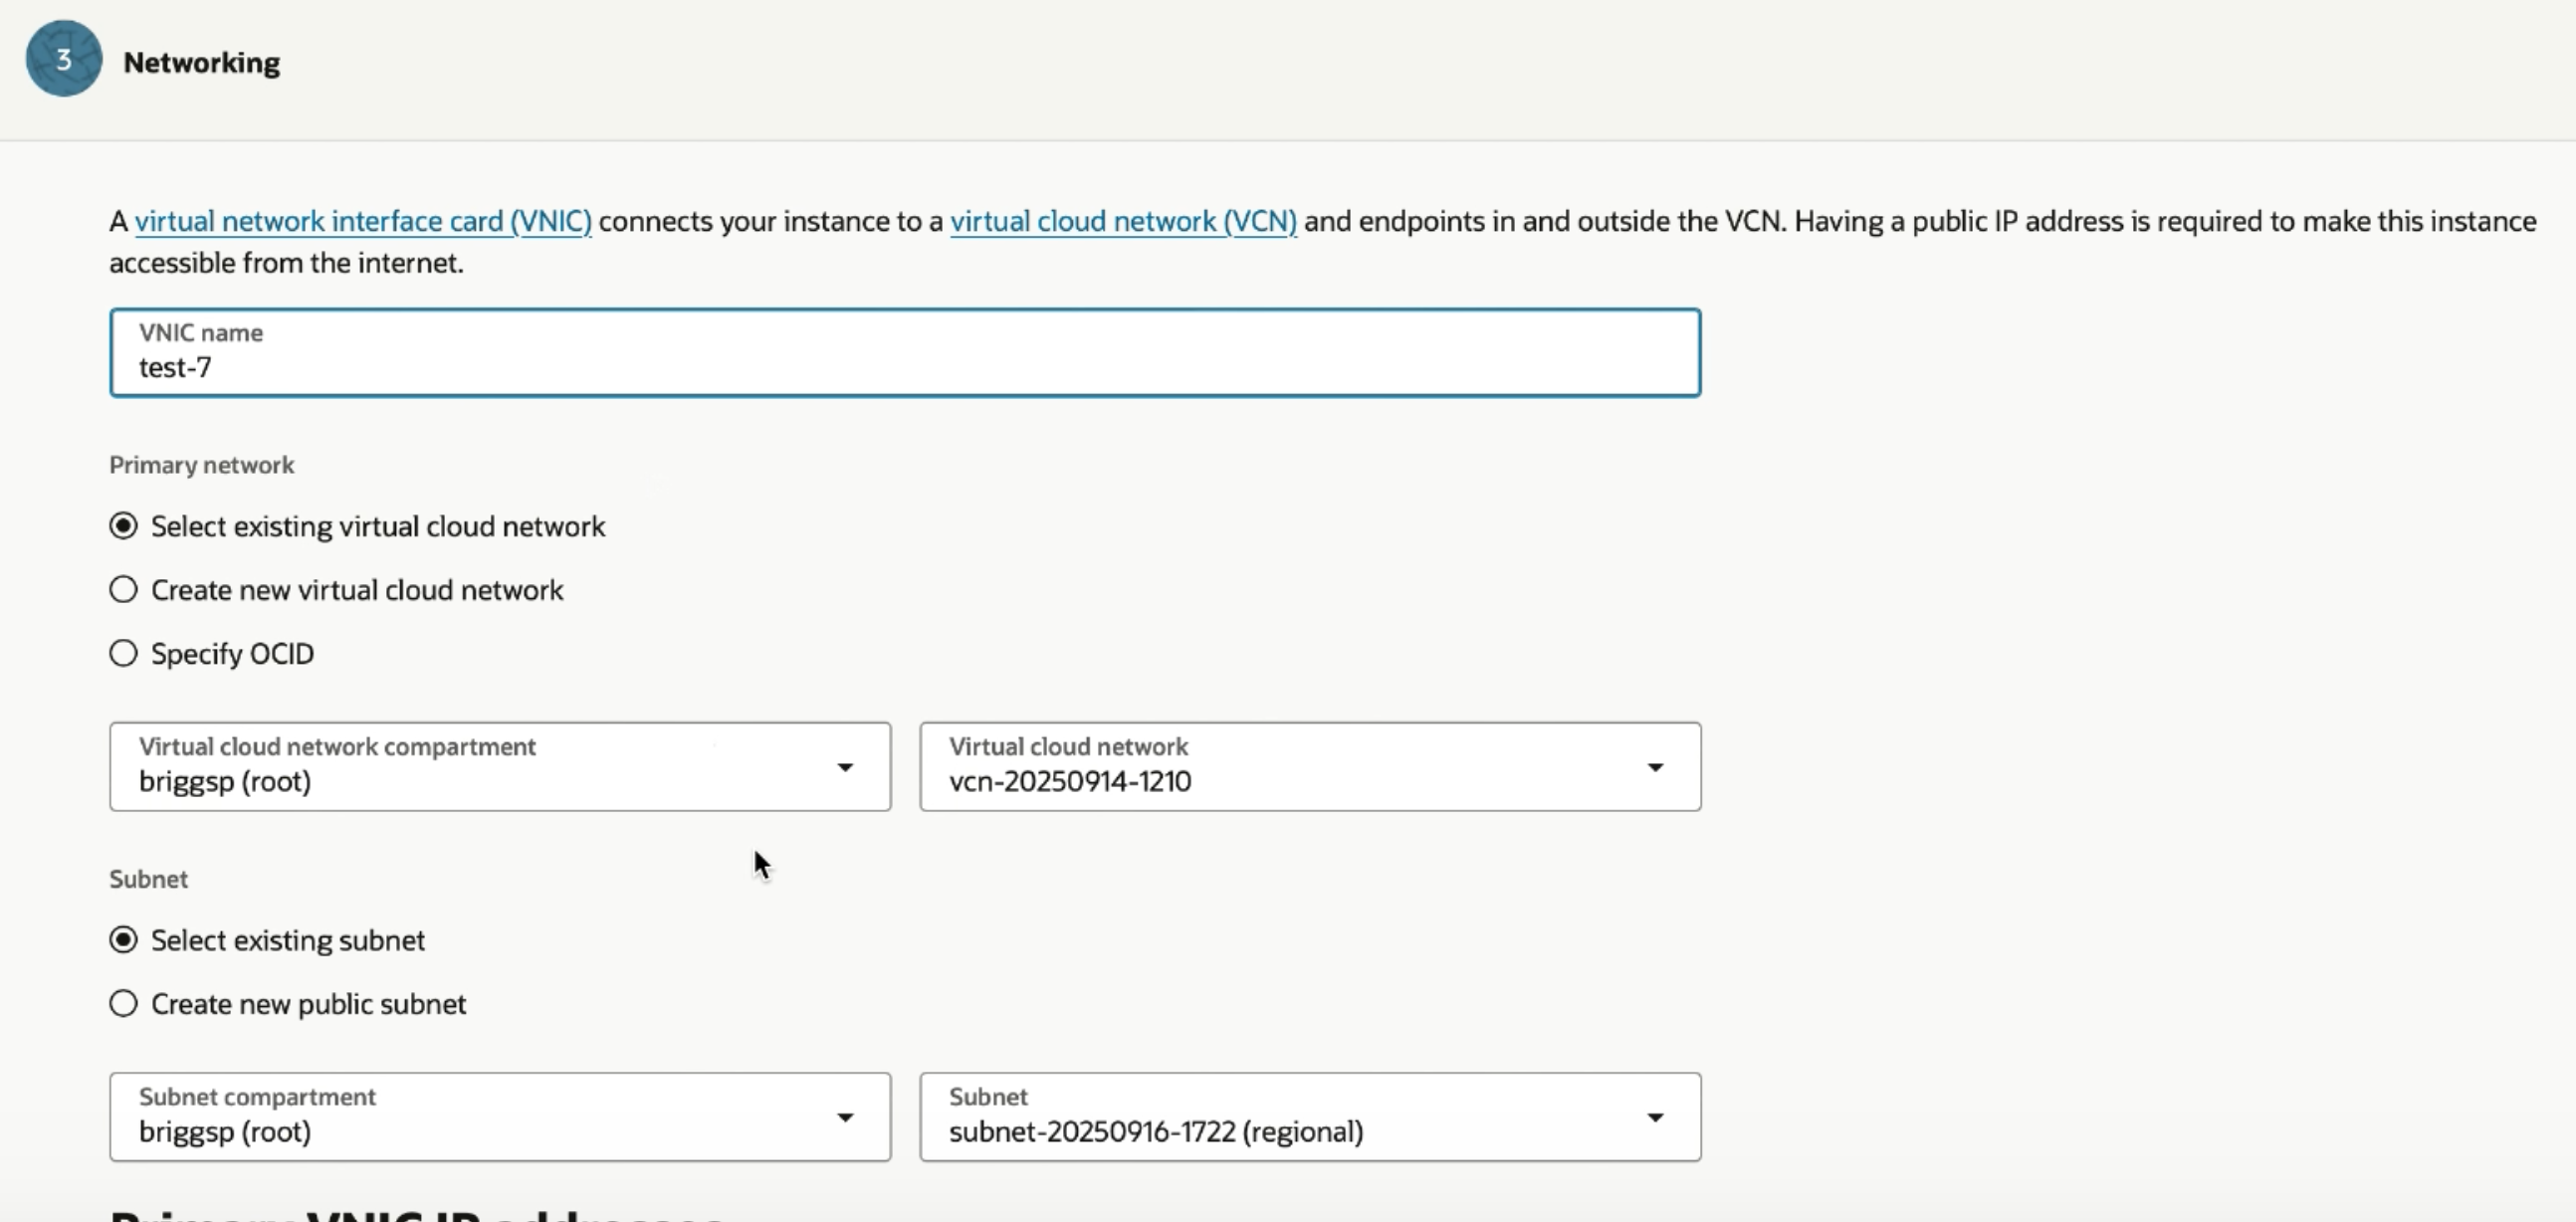 3
Networking
A virtual network interface card (VNIC) connects your instance to a virtual cloud network (VCN) and endpoints in and outside the VCN. Having a public IP address is required to make this instance
accessible from the internet.
VNIC name
test-7
Primary network
Select existing virtual cloud network
Create new virtual cloud network
Specify OCID
Virtual cloud network compartment
briggsp (root)
Virtual cloud network
vcn-20250914-1210
Subnet
Select existing subnet
Create new public subnet
Subnet compartment
briggsp (root)
Subnet
subnet-20250916-1722 (regional)
Primary VNIC IP addresses